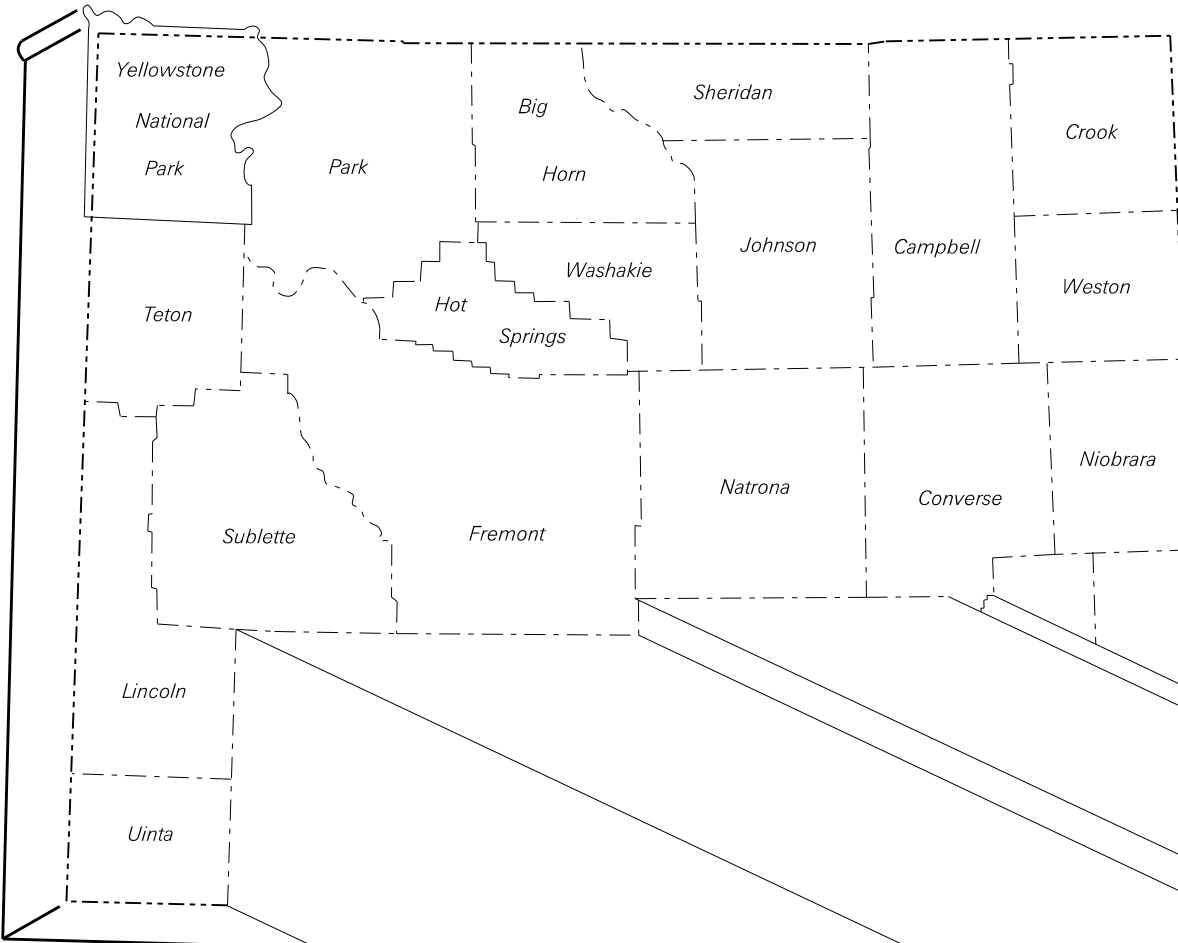 Yellowstone
National
Park
Park
Big
Horn
Sheridan
Crook
Johnson
Campbell
Washakie
Weston
Teton
Hot
Springs
Niobrara
Natrona
Converse
Sublette
Fremont
Lincoln
Uinta